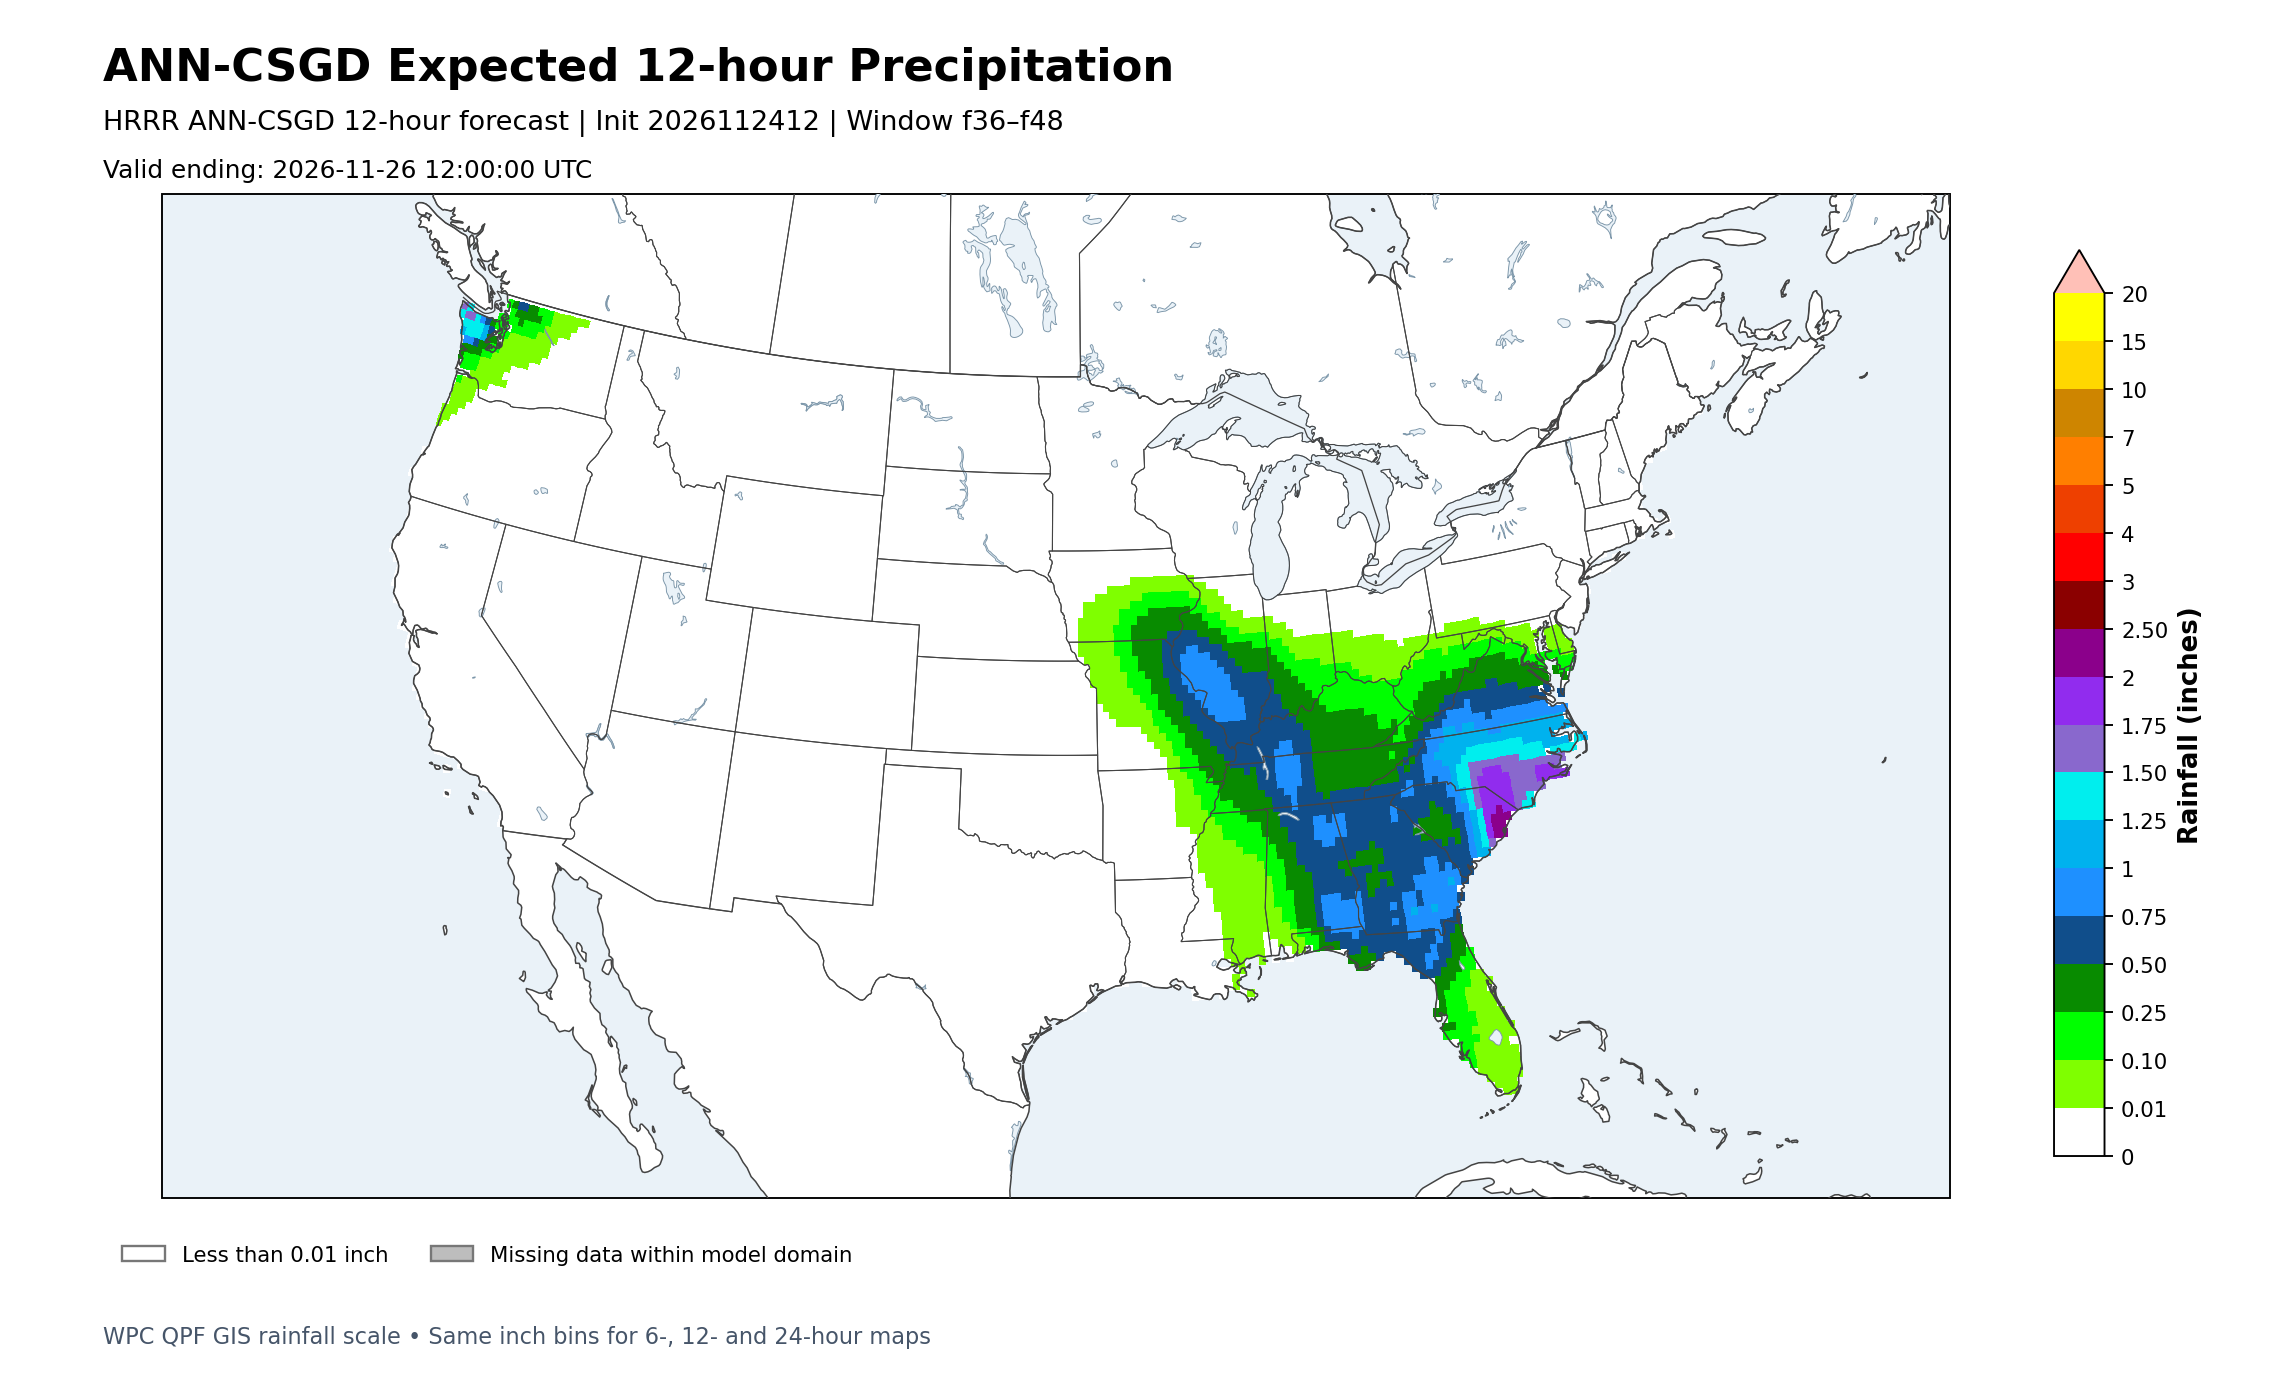 ANN-CSGD Expected 12-hour Precipitation
HRRR ANN-CSGD 12-hour forecast | Init 2026112412 | Window f36–f48
Valid ending: 2026-11-26 12:00:00 UTC
20
15
10
7
5
4
3
2.50
2
1.75
1.50
1.25
1
0.75
0.50
0.25
0.10
0.01
0
Rainfall (inches)
Less than 0.01 inch
Missing data within model domain
WPC QPF GIS rainfall scale • Same inch bins for 6-, 12- and 24-hour maps